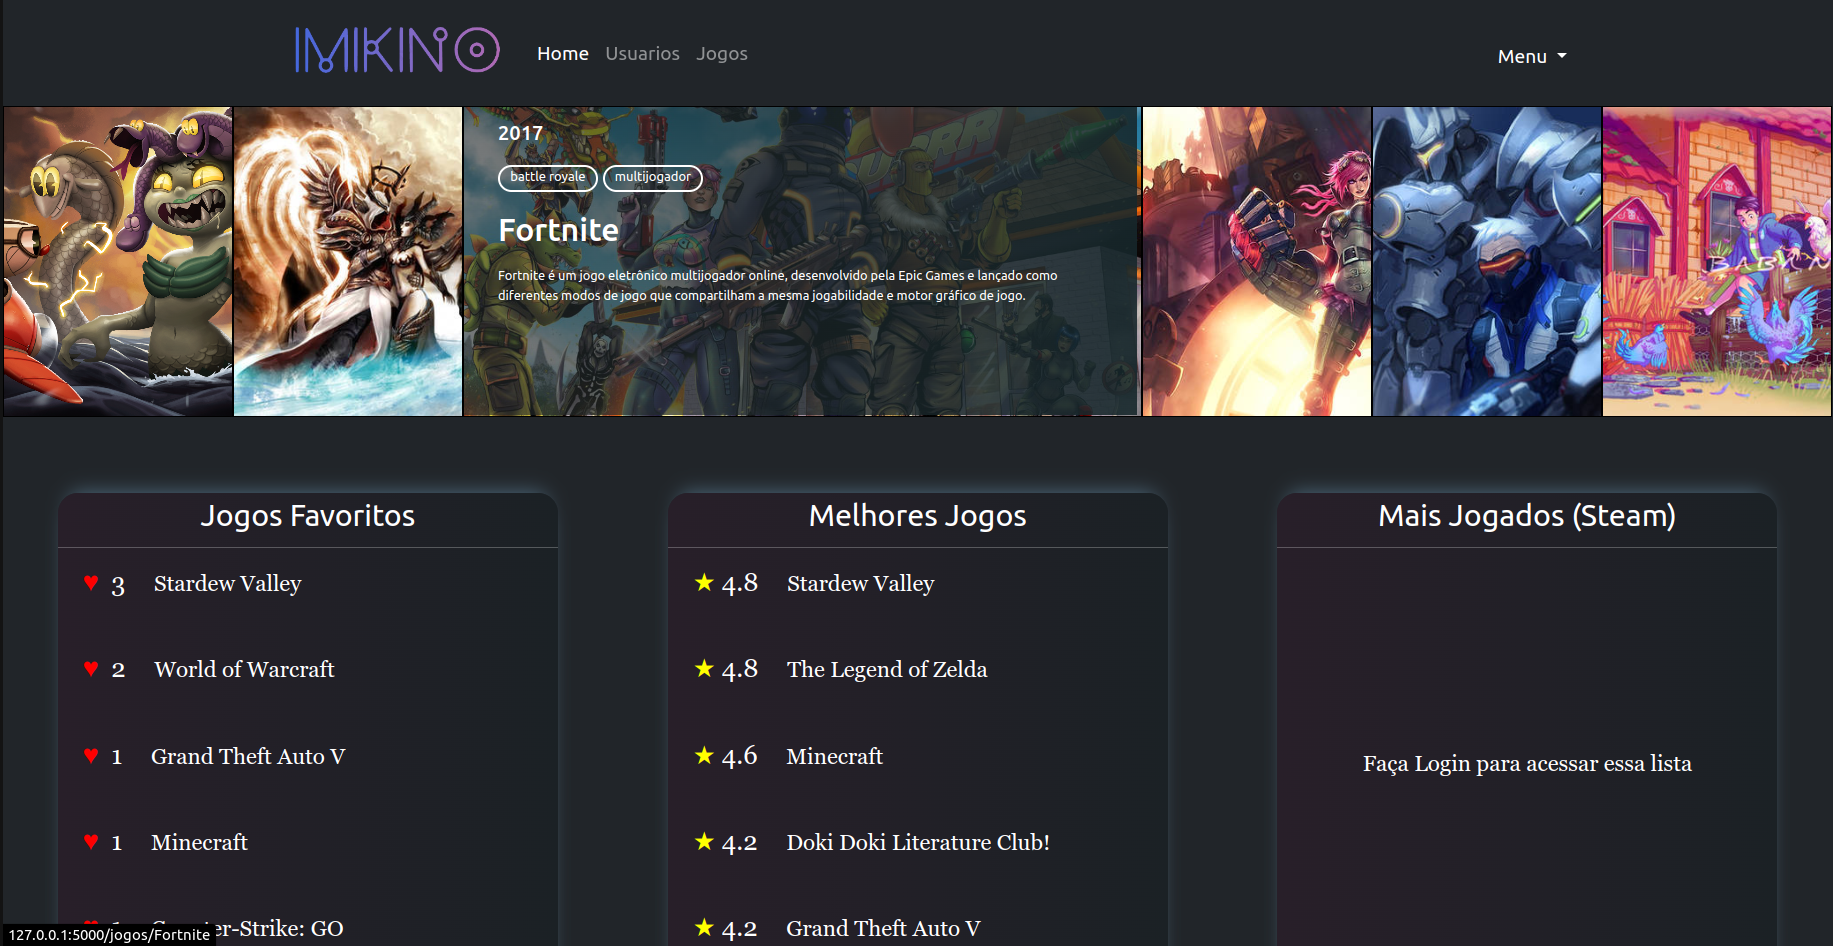 IMIKINO
Home Usuarios Jogos
Menu
2017
battle royale multijogador
Fortnite
Fortnite é um jogo eletrônico multijogador online, desenvolvido pela Epic Games e lançado como
diferentes modos de jogo que compartilham a mesma jogabilidade e motor gráfico de jogo.
Jogos Favoritos
♥ 3 Stardew Valley
♥ 2 World of Warcraft
♥ 1 Grand Theft Auto V
♥ 1 Minecraft
er-Strike: GO
Melhores Jogos
★ 4.8 Stardew Valley
★ 4.8 The Legend of Zelda
★ 4.6 Minecraft
★ 4.2 Doki Doki Literature Club!
★ 4.2 Grand Theft Auto V
Mais Jogados (Steam)
Faça Login para acessar essa lista
127.0.0.1:5000/jogos/Fortnite